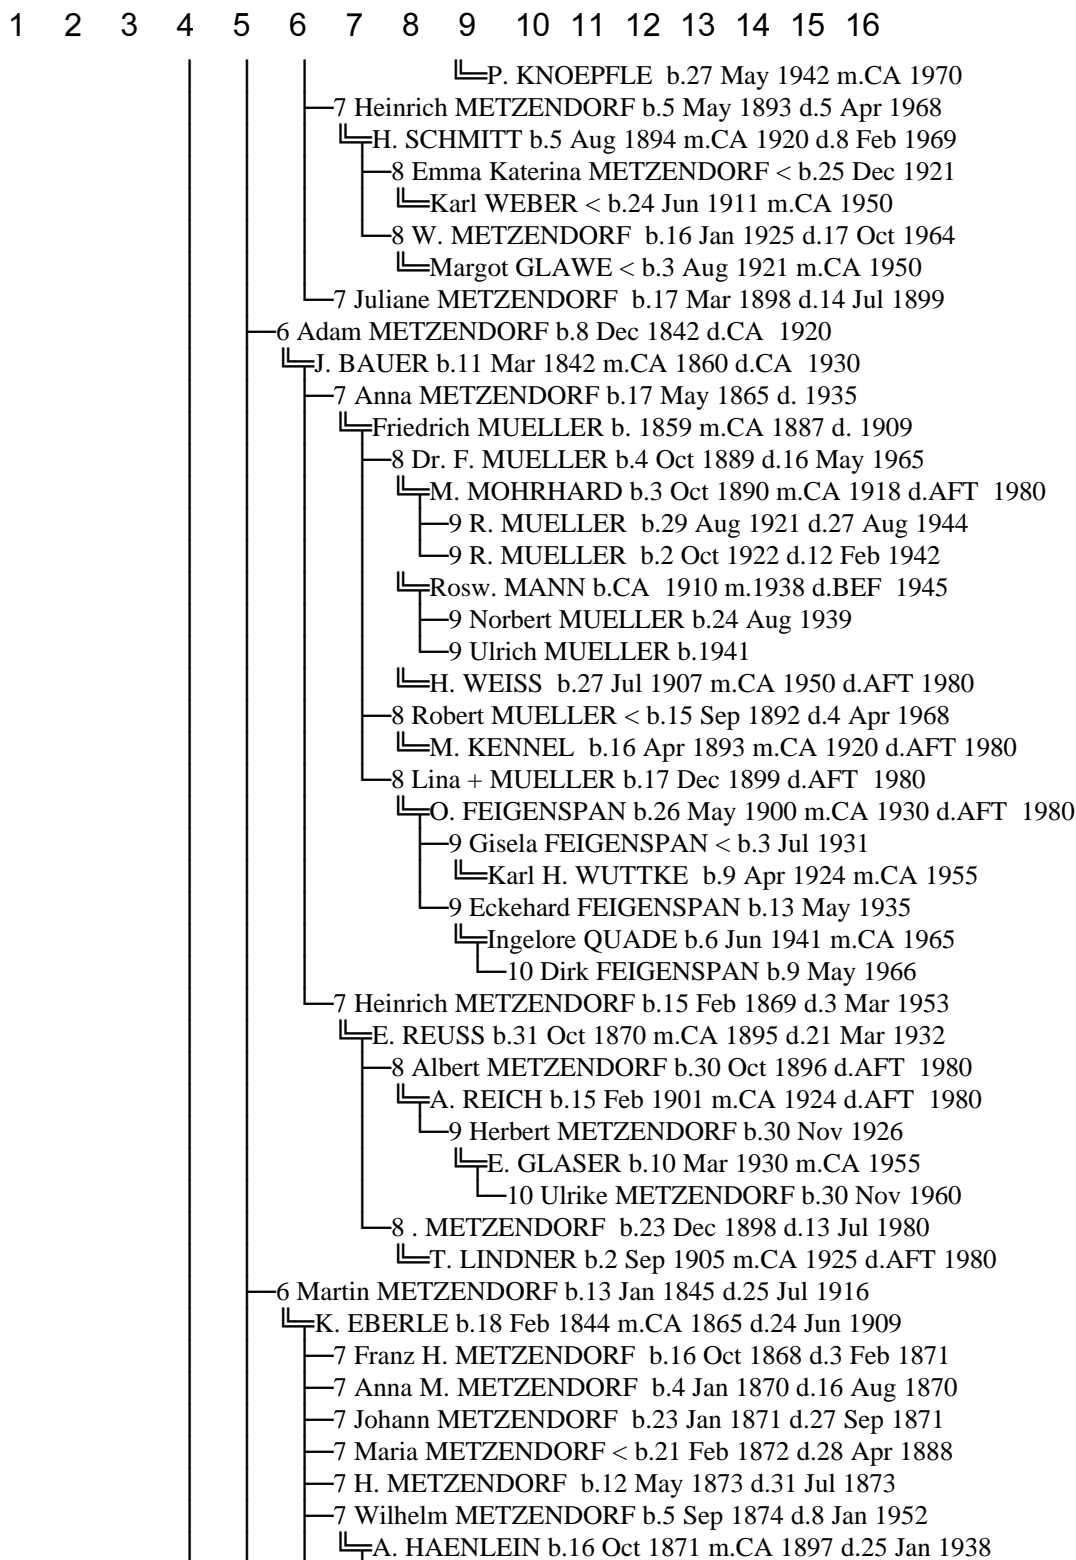 1 2 3 4 5 6 7 8 9 10 11 12 13 14 15 16
P. KNOEPFLE b.27 May 1942 m.CA 1970
7 Heinrich METZENDORF b.5 May 1893 d.5 Apr 1968
H. SCHMITT b.5 Aug 1894 m.CA 1920 d.8 Feb 1969
8 Emma Katerina METZENDORF < b.25 Dec 1921
Karl WEBER < b.24 Jun 1911 m.CA 1950
8 W. METZENDORF b.16 Jan 1925 d.17 Oct 1964
Margot GLAWE < b.3 Aug 1921 m.CA 1950
7 Juliane METZENDORF b.17 Mar 1898 d.14 Jul 1899
6 Adam METZENDORF b.8 Dec 1842 d.CA 1920
J. BAUER b.11 Mar 1842 m.CA 1860 d.CA 1930
7 Anna METZENDORF b.17 May 1865 d. 1935
Friedrich MUELLER b. 1859 m.CA 1887 d. 1909
8 Dr. F. MUELLER b.4 Oct 1889 d.16 May 1965
M. MOHRHARD b.3 Oct 1890 m.CA 1918 d.AFT 1980
9 R. MUELLER b.29 Aug 1921 d.27 Aug 1944
9 R. MUELLER b.2 Oct 1922 d.12 Feb 1942
Rosw. MANN b.CA 1910 m.1938 d.BEF 1945
9 Norbert MUELLER b.24 Aug 1939
9 Ulrich MUELLER b.1941
H. WEISS b.27 Jul 1907 m.CA 1950 d.AFT 1980
8 Robert MUELLER < b.15 Sep 1892 d.4 Apr 1968
M. KENNEL b.16 Apr 1893 m.CA 1920 d.AFT 1980
8 Lina + MUELLER b.17 Dec 1899 d.AFT 1980
O. FEIGENSPAN b.26 May 1900 m.CA 1930 d.AFT 1980
9 Gisela FEIGENSPAN < b.3 Jul 1931
Karl H. WUTTKE b.9 Apr 1924 m.CA 1955
9 Eckehard FEIGENSPAN b.13 May 1935
Ingelore QUADE b.6 Jun 1941 m.CA 1965
10 Dirk FEIGENSPAN b.9 May 1966
7 Heinrich METZENDORF b.15 Feb 1869 d.3 Mar 1953
E. REUSS b.31 Oct 1870 m.CA 1895 d.21 Mar 1932
8 Albert METZENDORF b.30 Oct 1896 d.AFT 1980
A. REICH b.15 Feb 1901 m.CA 1924 d.AFT 1980
9 Herbert METZENDORF b.30 Nov 1926
E. GLASER b.10 Mar 1930 m.CA 1955
10 Ulrike METZENDORF b.30 Nov 1960
8 . METZENDORF b.23 Dec 1898 d.13 Jul 1980
T. LINDNER b.2 Sep 1905 m.CA 1925 d.AFT 1980
6 Martin METZENDORF b.13 Jan 1845 d.25 Jul 1916
K. EBERLE b.18 Feb 1844 m.CA 1865 d.24 Jun 1909
7 Franz H. METZENDORF b.16 Oct 1868 d.3 Feb 1871
7 Anna M. METZENDORF b.4 Jan 1870 d.16 Aug 1870
7 Johann METZENDORF b.23 Jan 1871 d.27 Sep 1871
7 Maria METZENDORF < b.21 Feb 1872 d.28 Apr 1888
7 H. METZENDORF b.12 May 1873 d.31 Jul 1873
7 Wilhelm METZENDORF b.5 Sep 1874 d.8 Jan 1952
A. HAENLEIN b.16 Oct 1871 m.CA 1897 d.25 Jan 1938